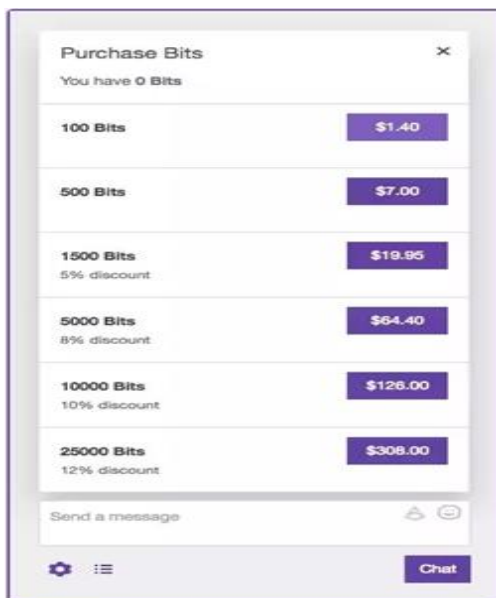 Purchase Bits ×
You have 0 Bits
100 Bits $1.40
500 Bits $7.00
1500 Bits $19.95
5% discount
5000 Bits $64.40
8% discount
10000 Bits $126.00
10% discount
25000 Bits $308.00
12% discount
Send a message
Chat